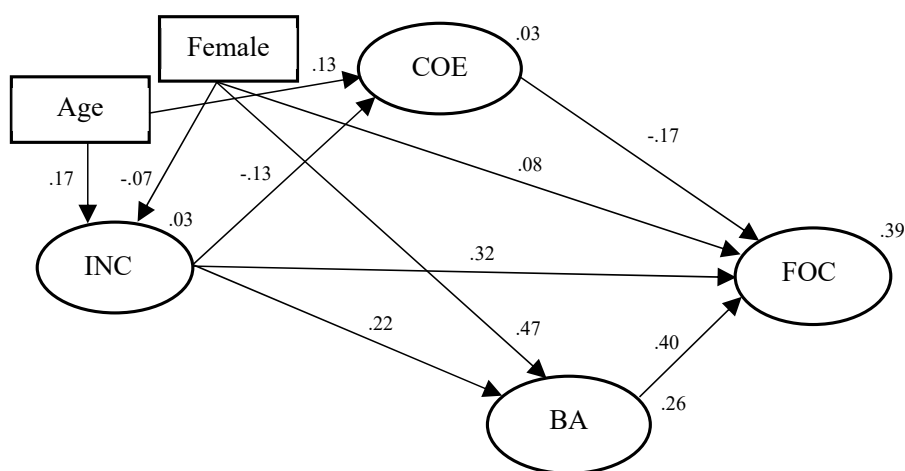 Female
COE
.03
Age
.13
.17
-.07
-.13
.08
-.17
INC
.03
.32
FOC
.39
.22
.47
.40
BA
.26